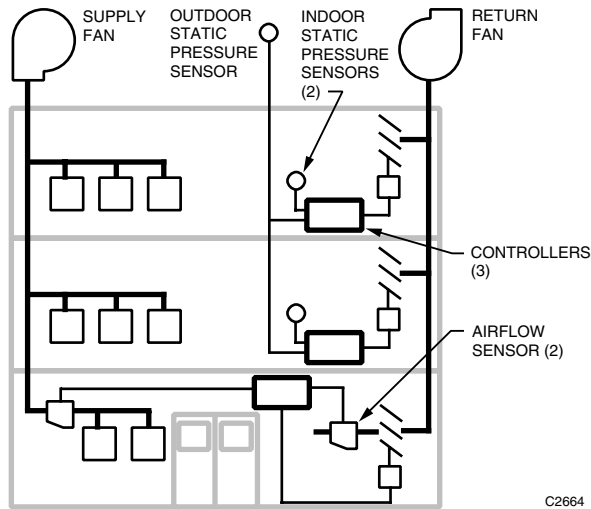 SUPPLY
FAN
OUTDOOR
STATIC
PRESSURE
SENSOR
INDOOR
STATIC
PRESSURE
SENSORS
(2)
RETURN
FAN
CONTROLLERS
(3)
AIRFLOW
SENSOR (2)
C2664